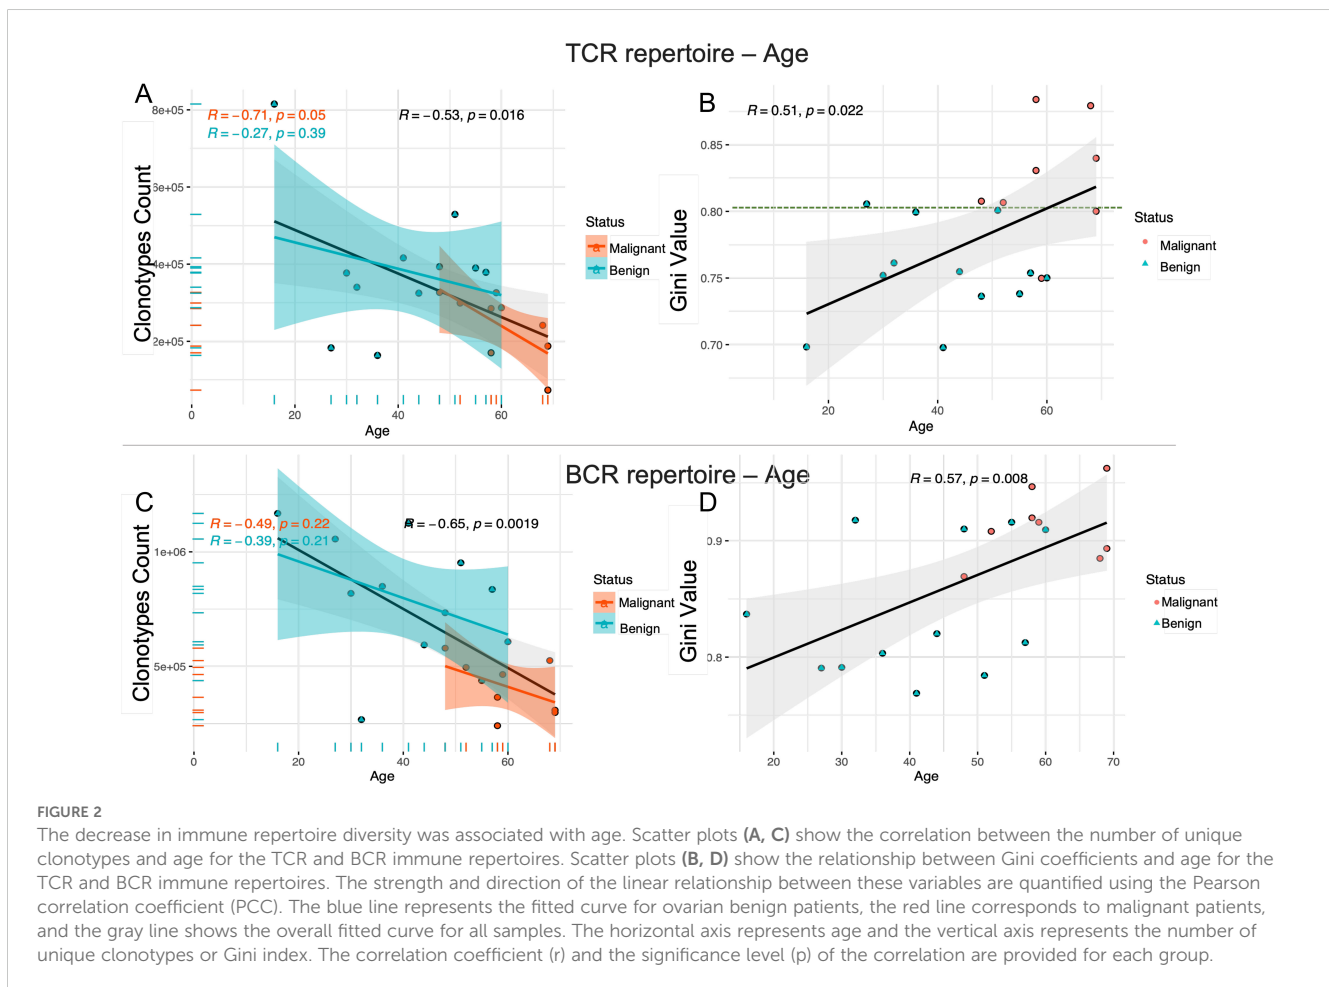 TCR repertoire – Age
A
R = −0.71, p = 0.05
R = −0.27, p = 0.39
R = −0.53, p = 0.016
8e+05
6e+05
4e+05
2e+05
Clonotypes Count
0
20
40
60
Age
Status
Malignant
Benign
B
R = 0.51, p = 0.022
0.85
0.80
0.75
0.70
Gini Value
20
40
60
Age
Status
Malignant
Benign
BCR repertoire – Age
C
R = −0.49, p = 0.22
R = −0.39, p = 0.21
R = −0.65, p = 0.0019
1e+06
5e+05
Clonotypes Count
0
20
40
60
Age
Status
Malignant
Benign
D
R = 0.57, p = 0.008
0.9
0.8
Gini Value
20
30
40
50
60
70
Age
Status
Malignant
Benign
FIGURE 2
The decrease in immune repertoire diversity was associated with age. Scatter plots (A, C) show the correlation between the number of unique
clonotypes and age for the TCR and BCR immune repertoires. Scatter plots (B, D) show the relationship between Gini coefficients and age for the
TCR and BCR immune repertoires. The strength and direction of the linear relationship between these variables are quantified using the Pearson
correlation coefficient (PCC). The blue line represents the fitted curve for ovarian benign patients, the red line corresponds to malignant patients,
and the gray line shows the overall fitted curve for all samples. The horizontal axis represents age and the vertical axis represents the number of
unique clonotypes or Gini index. The correlation coefficient (r) and the significance level (p) of the correlation are provided for each group.